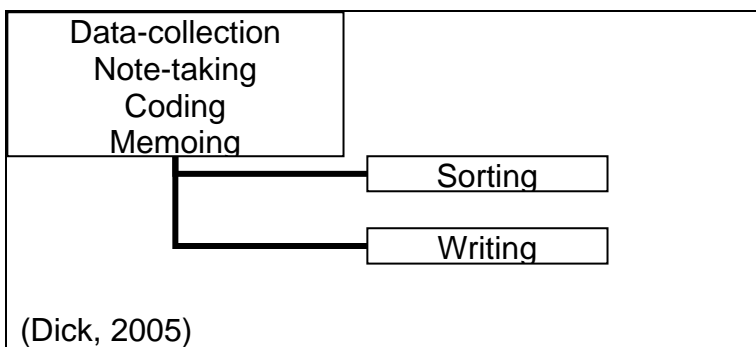 Data-collection
Note-taking
Coding
Memoing
Sorting
Writing
(Dick, 2005)